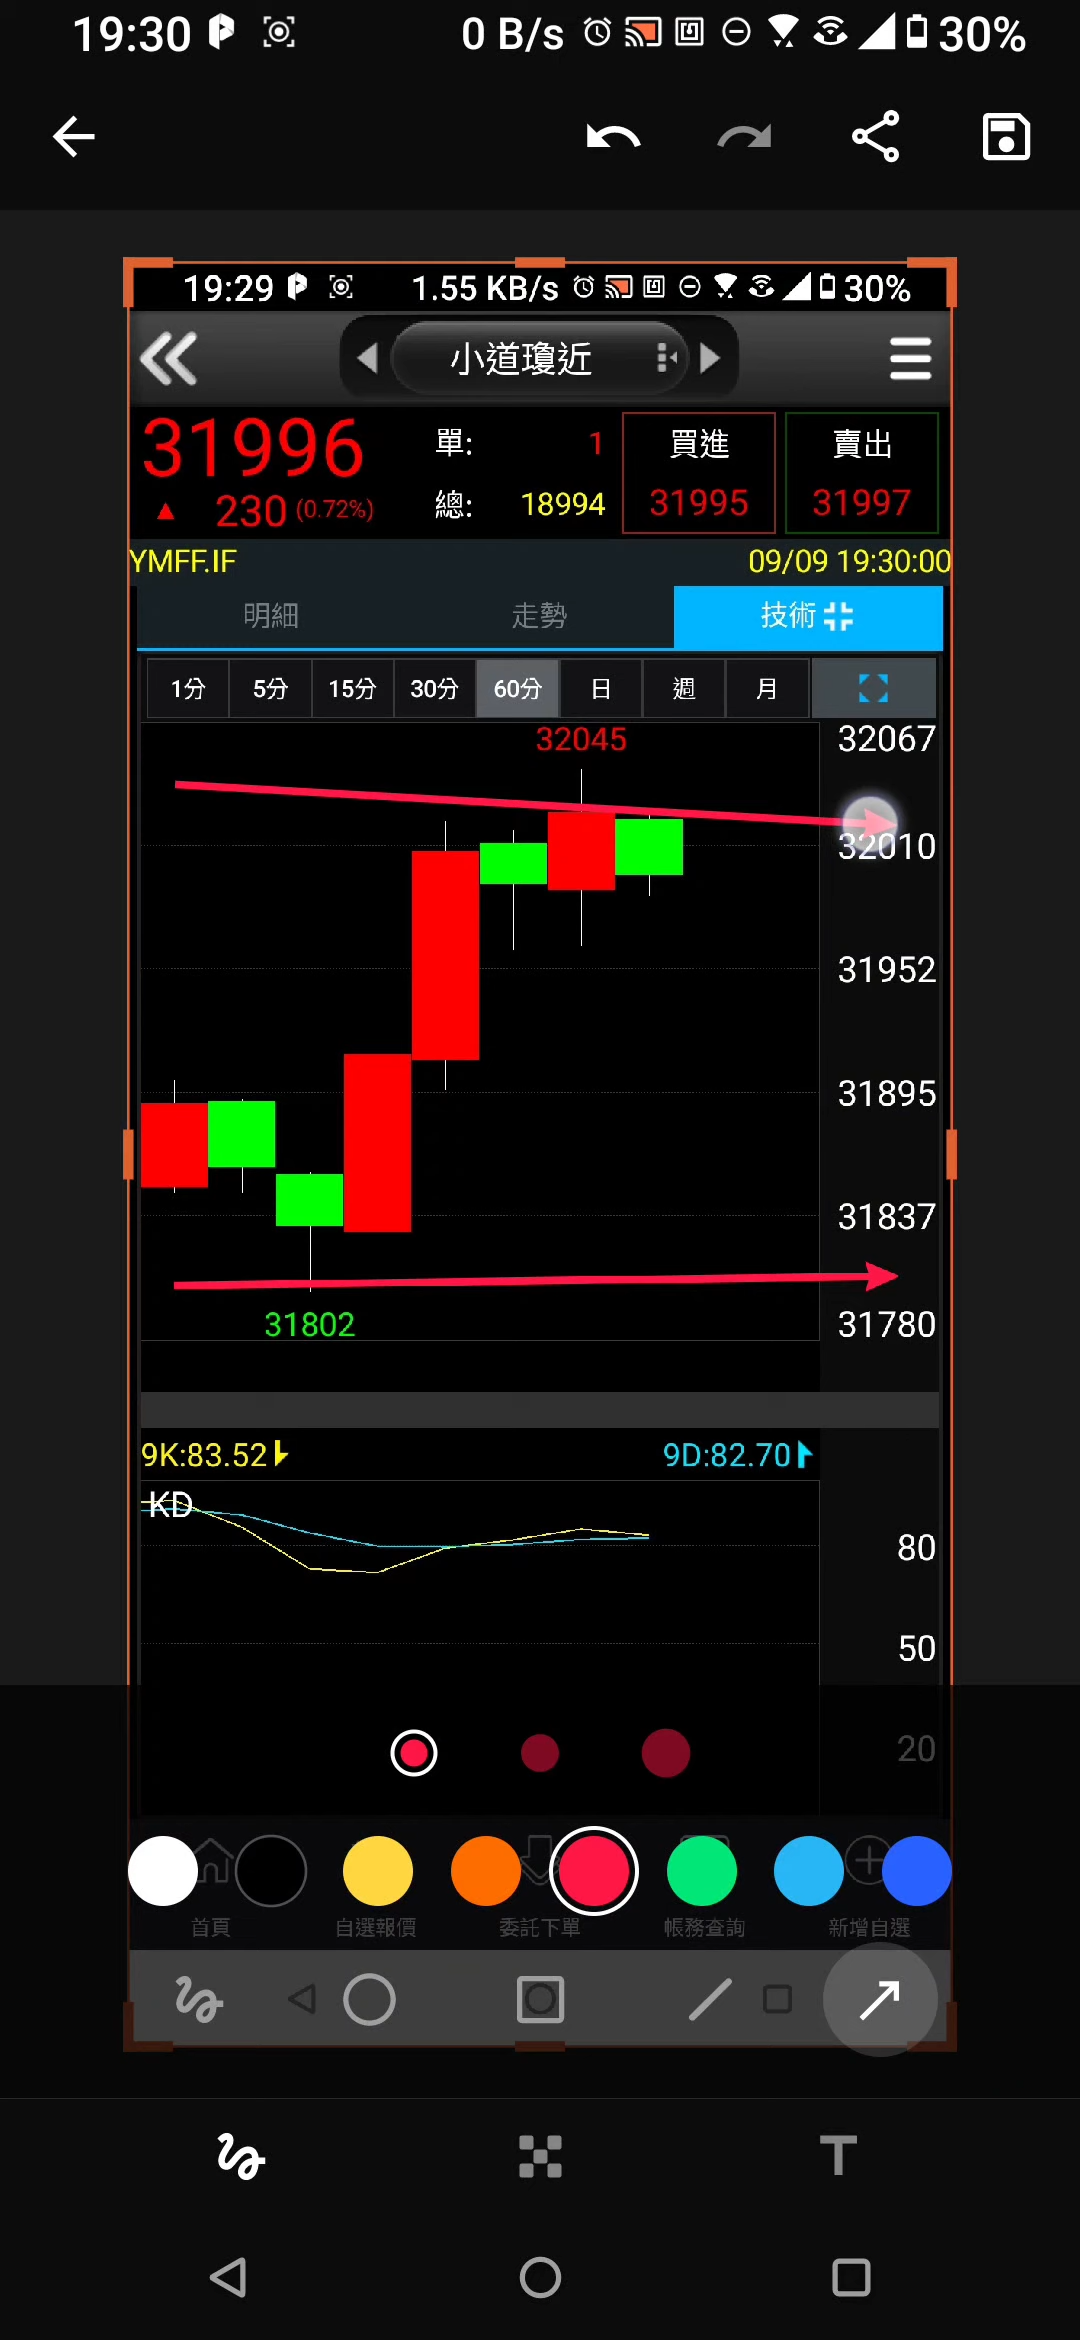 19:30 0 B/s 30%
19:29 1.55 KB/s 30%
小道瓊近
31996 單: 1 買進 賣出
▲ 230 (0.72%) 總: 18994 31995 31997
YMFF.IF 09/09 19:30:00
明細 走勢 技術
1分 5分 15分 30分 60分 日 週 月
32045 32067
32010
31952
31895
31837
31802 31780
9K:83.52 9D:82.70
KD
80
50
20
首頁 自選報價 委託下單 帳務查詢 新增自選
T